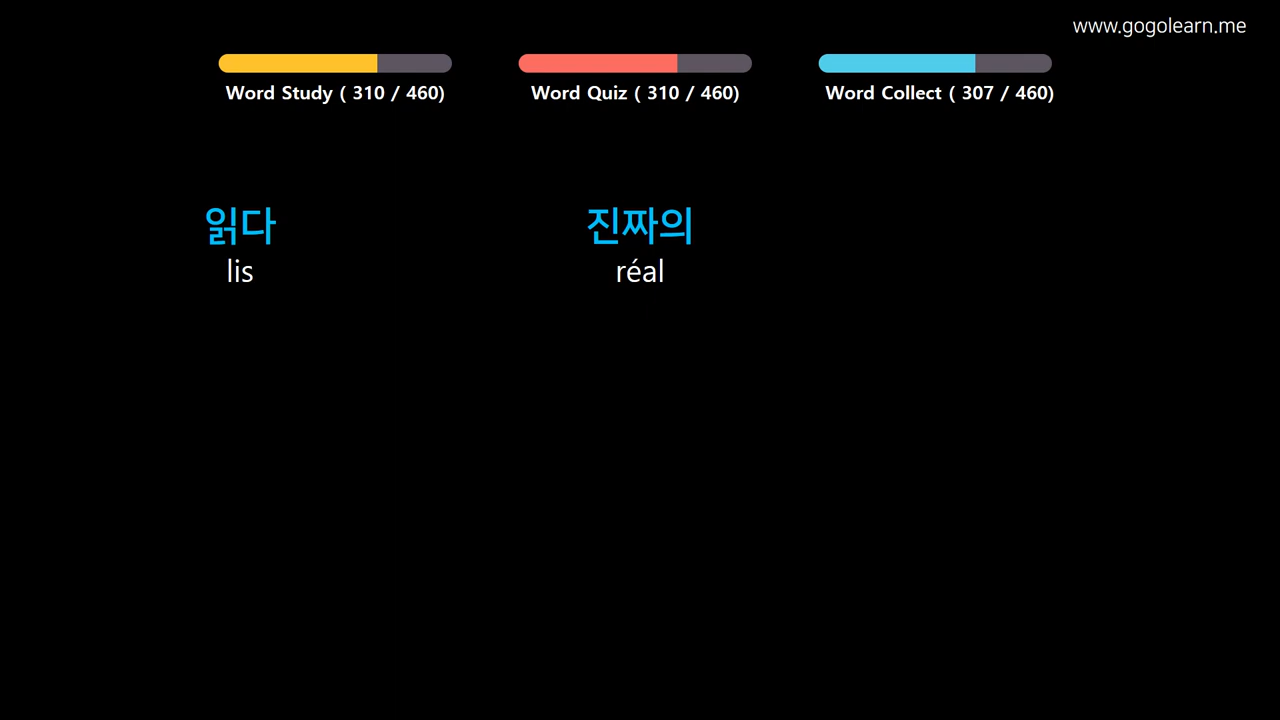 www.gogolearn.me
Word Study ( 310 / 460)
Word Quiz ( 310 / 460)
Word Collect ( 307 / 460)
읽다
lis
진짜의
réal